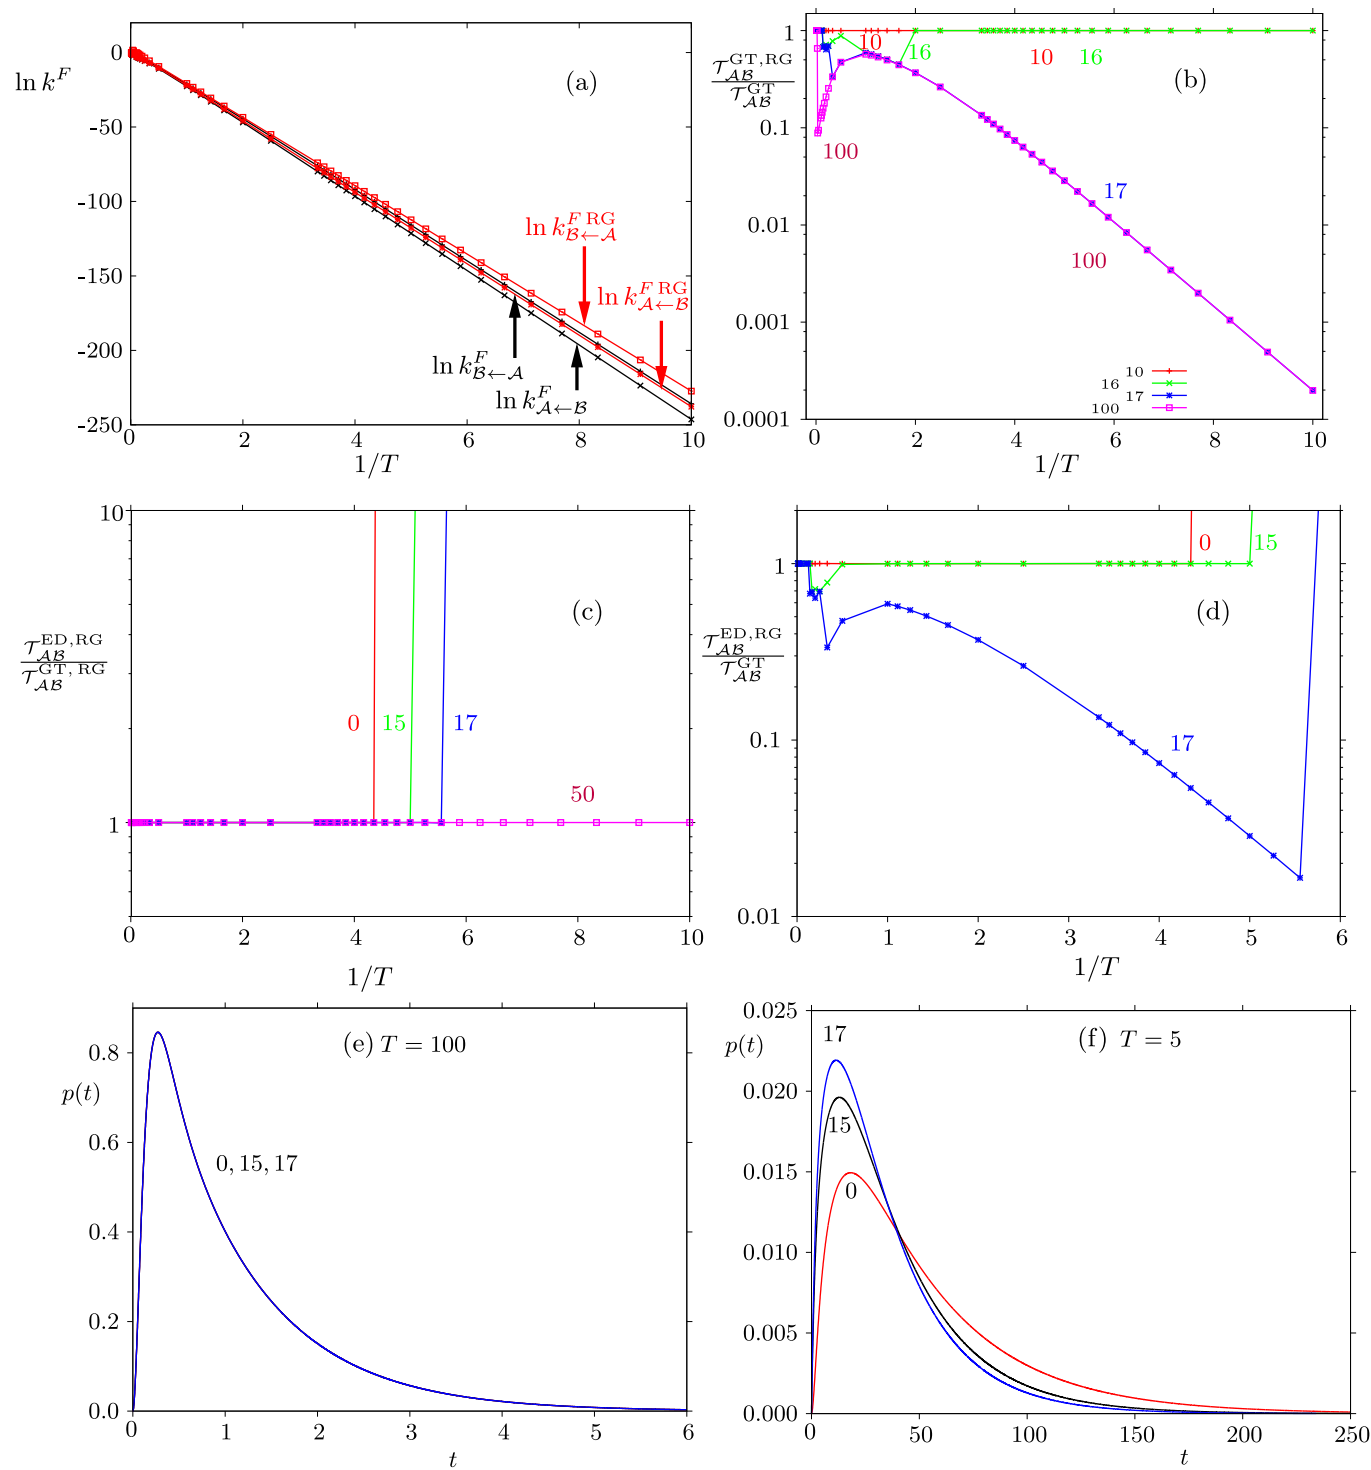 (a)
ln k^F
0
-50
-100
-150
-200
-250
ln k^{F RG}_{B←A}
ln k^{F RG}_{A←B}
ln k^F_{B←A}
ln k^F_{A←B}
0 2 4 6 8 10
1/T
(b)
𝒯^{GT,RG}_{AB}
𝒯^{GT}_{AB}
1
0.1
0.01
0.001
0.0001
10
16
10
16
100
17
100
10
16
17
100
0 2 4 6 8 10
1/T
(c)
𝒯^{ED,RG}_{AB}
𝒯^{GT, RG}_{AB}
10
1
0
15
17
50
0 2 4 6 8 10
1/T
(d)
𝒯^{ED,RG}_{AB}
𝒯^{GT}_{AB}
1
0.1
0.01
0
15
17
0 1 2 3 4 5 6
1/T
(e) T = 100
p(t)
0.8
0.6
0.4
0.2
0.0
0, 15, 17
0 1 2 3 4 5 6
t
(f) T = 5
p(t)
0.025
0.020
0.015
0.010
0.005
0.000
17
15
0
0 50 100 150 200 250
t